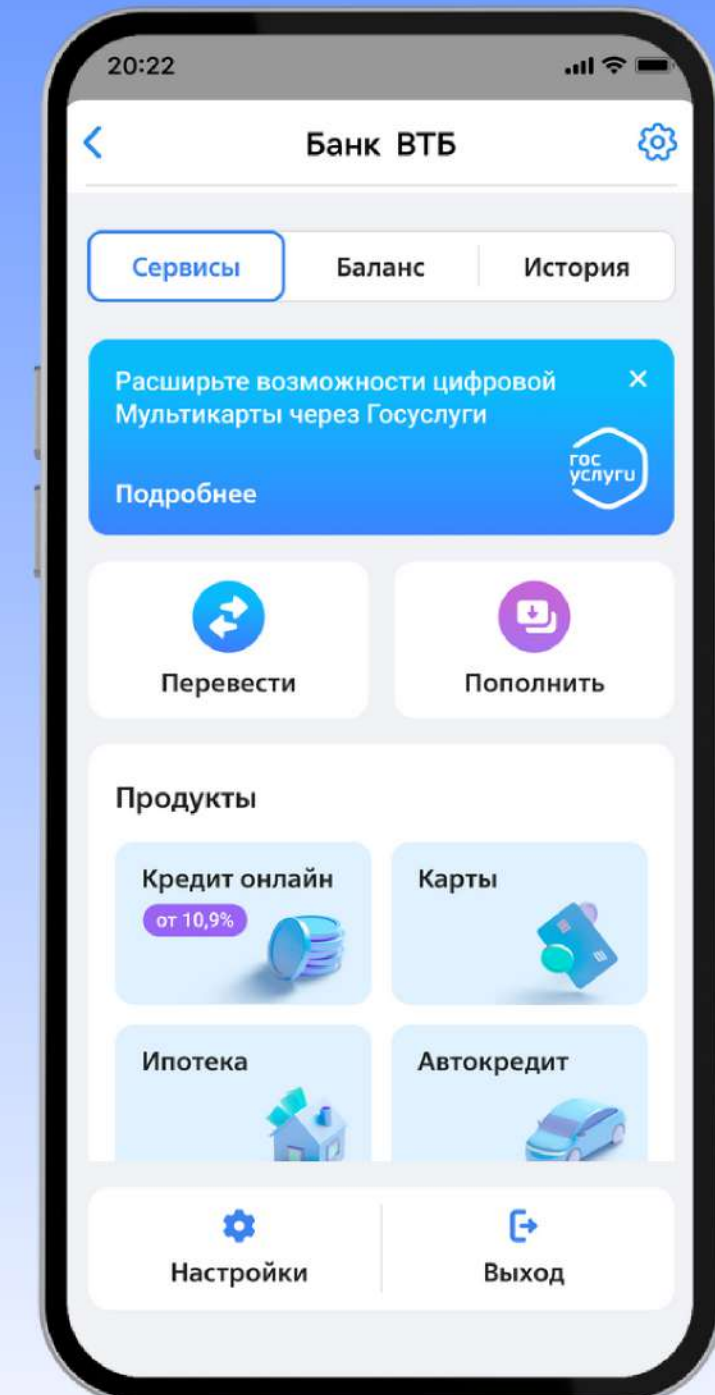 20:22
Банк ВТБ
Сервисы Баланс История
Расширьте возможности цифровой
Мультикарты через Госуслуги
Подробнее
гос
услуги
Перевести Пополнить
Продукты
Кредит онлайн Карты
от 10,9%
Ипотека Автокредит
Настройки Выход